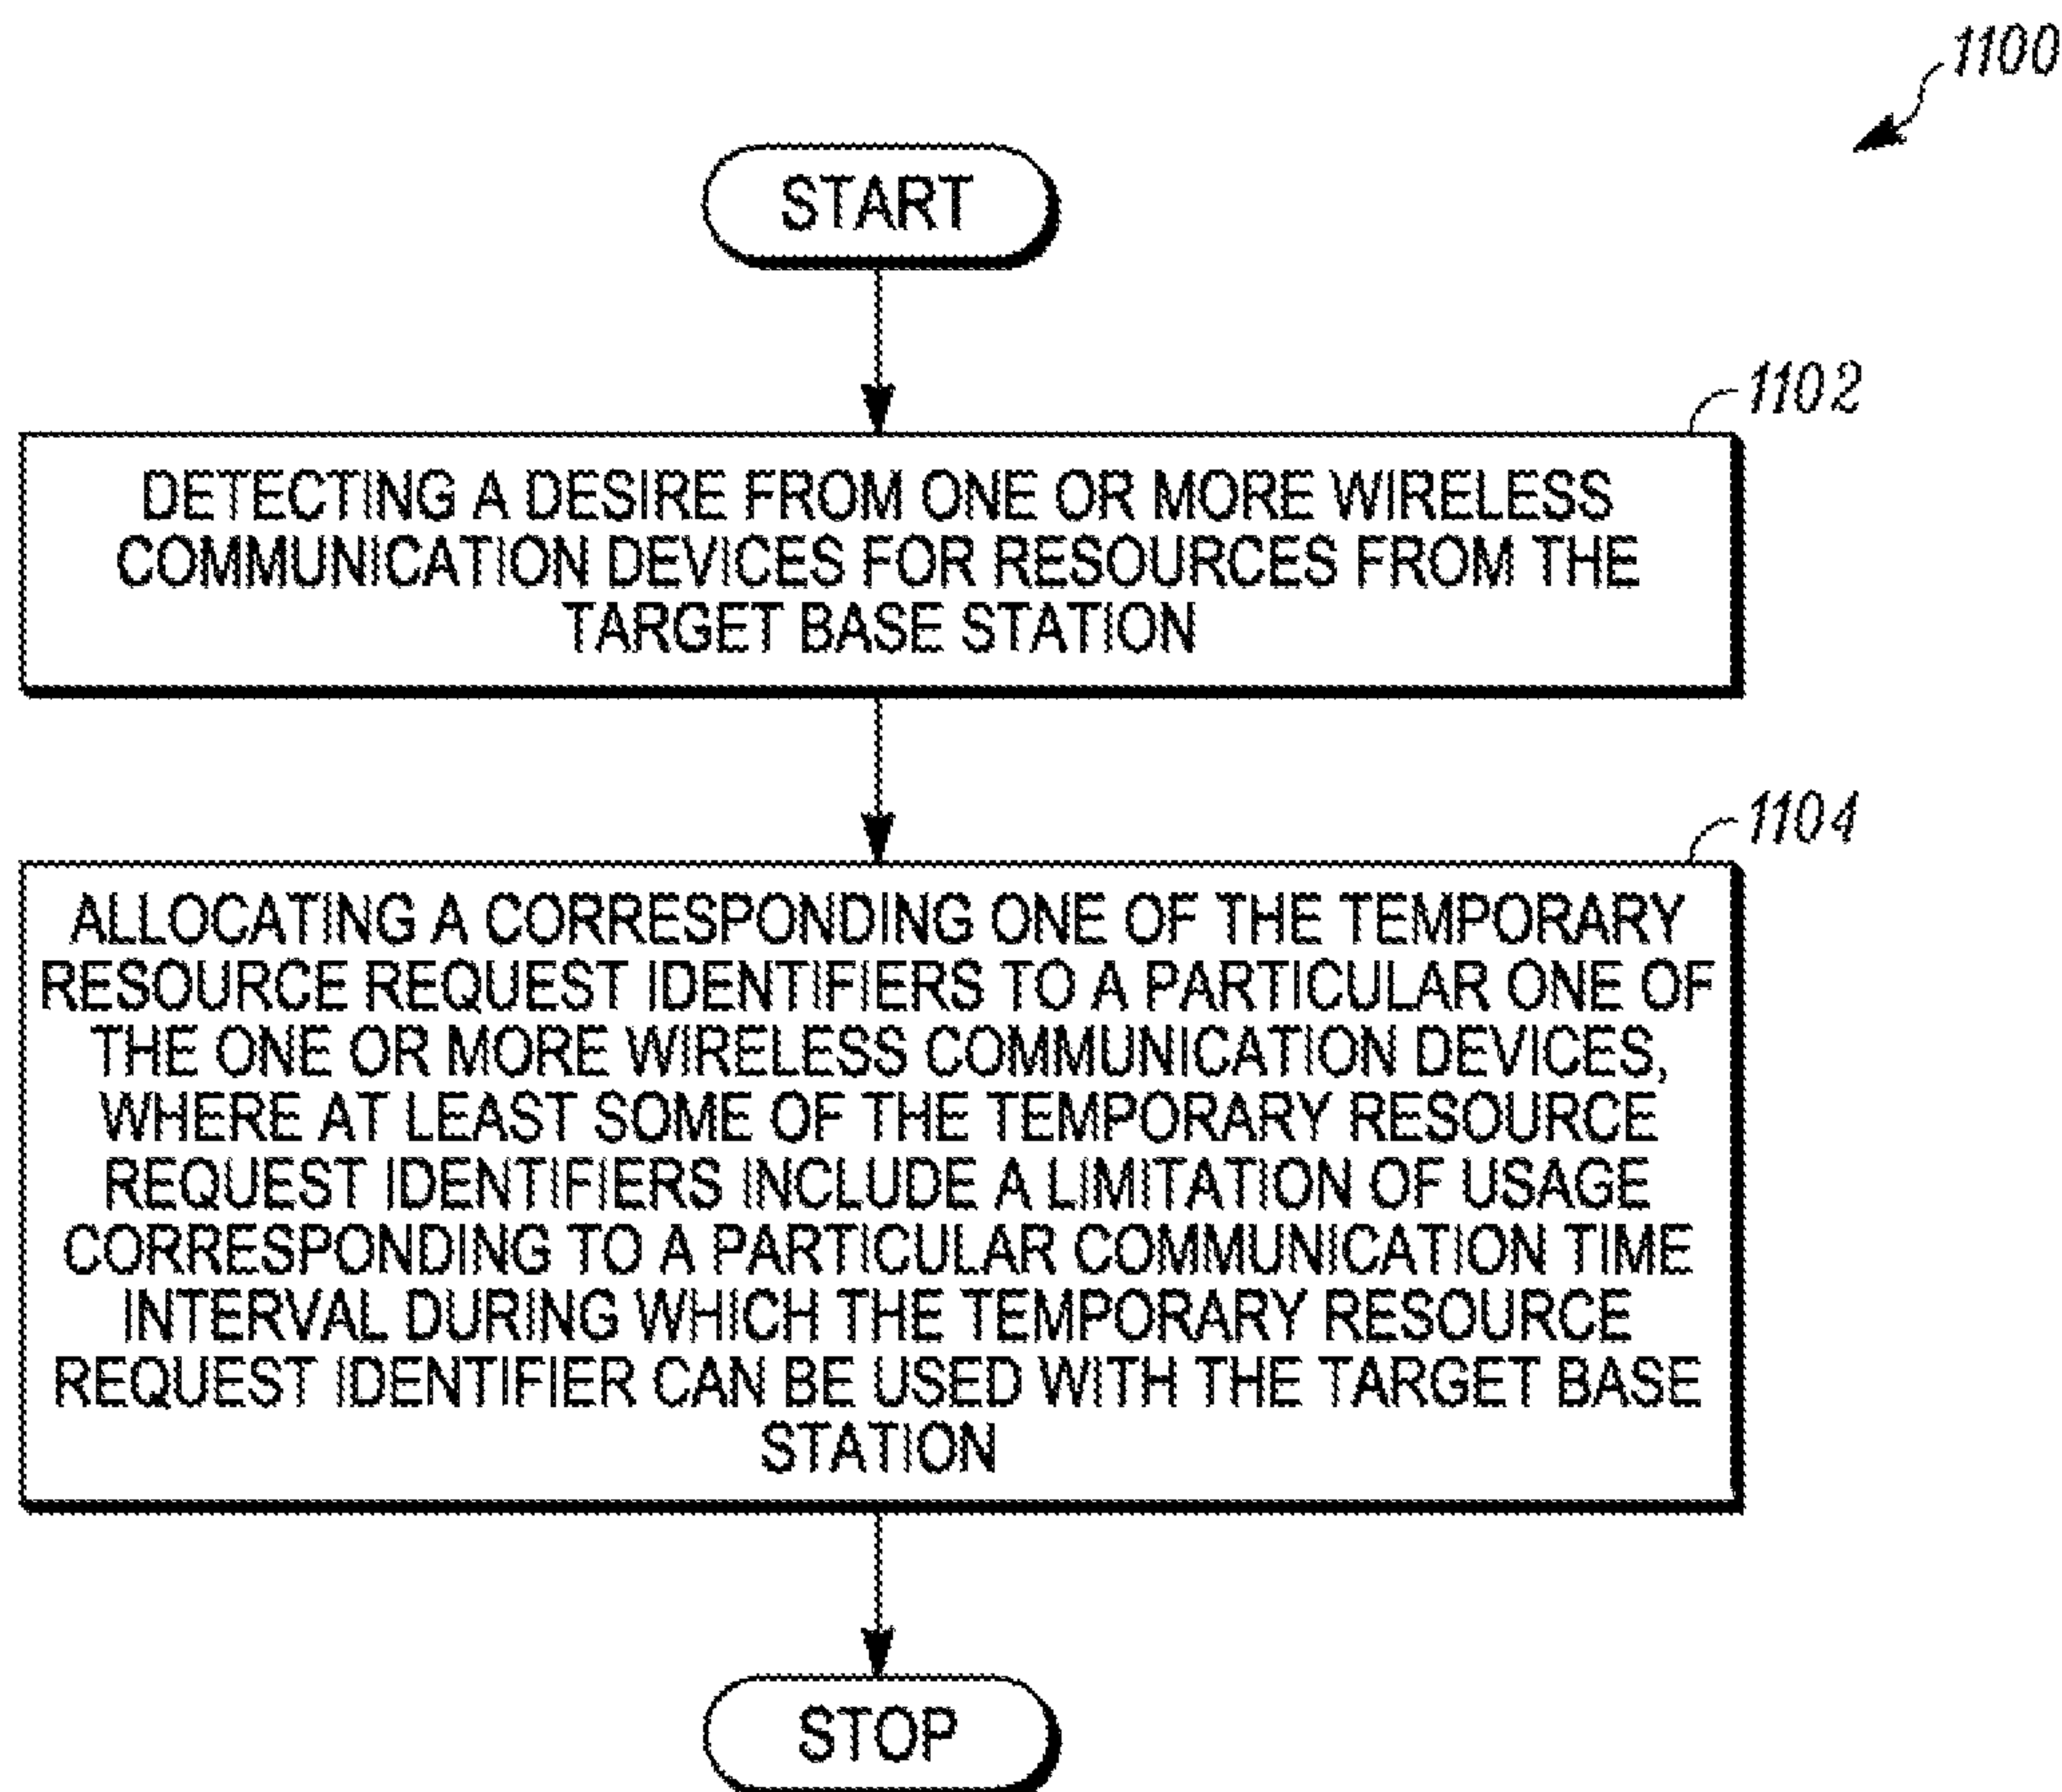 1100
START
1102
DETECTING A DESIRE FROM ONE OR MORE WIRELESS
COMMUNICATION DEVICES FOR RESOURCES FROM THE
TARGET BASE STATION
1104
ALLOCATING A CORRESPONDING ONE OF THE TEMPORARY
RESOURCE REQUEST IDENTIFIERS TO A PARTICULAR ONE OF
THE ONE OR MORE WIRELESS COMMUNICATION DEVICES,
WHERE AT LEAST SOME OF THE TEMPORARY RESOURCE
REQUEST IDENTIFIERS INCLUDE A LIMITATION OF USAGE
CORRESPONDING TO A PARTICULAR COMMUNICATION TIME
INTERVAL DURING WHICH THE TEMPORARY RESOURCE
REQUEST IDENTIFIER CAN BE USED WITH THE TARGET BASE
STATION
STOP